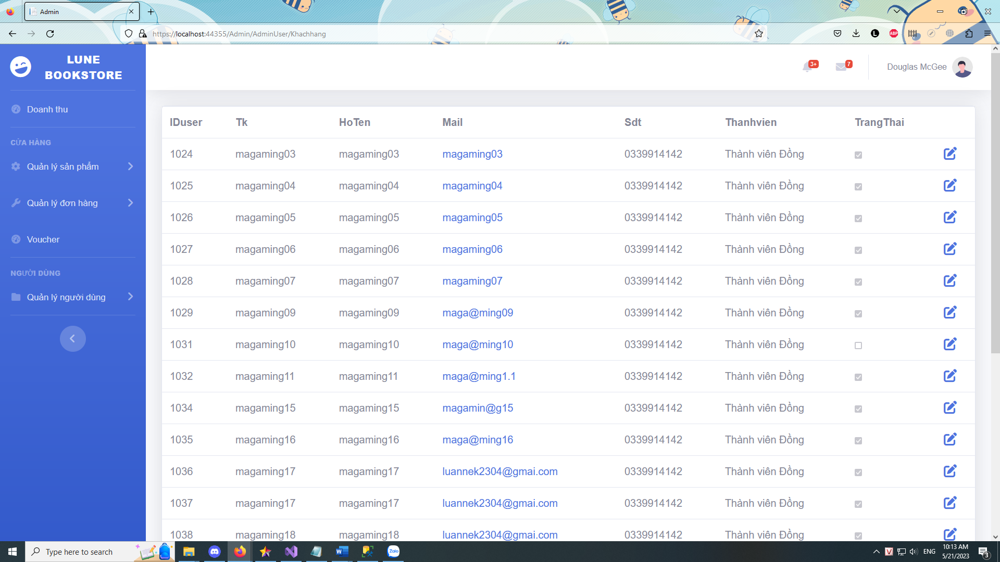 Admin
https://localhost:44355/Admin/AdminUser/Khachhang
ABP
LUNE
BOOKSTORE
Doanh thu
CỬA HÀNG
Quản lý sản phẩm
Quản lý đơn hàng
Voucher
NGƯỜI DÙNG
Quản lý người dùng
3+
7
Douglas McGee
IDuser Tk HoTen Mail Sdt Thanhvien TrangThai
1024 magaming03 magaming03 magaming03 0339914142 Thành viên Đồng
1025 magaming04 magaming04 magaming04 0339914142 Thành viên Đồng
1026 magaming05 magaming05 magaming05 0339914142 Thành viên Đồng
1027 magaming06 magaming06 magaming06 0339914142 Thành viên Đồng
1028 magaming07 magaming07 magaming07 0339914142 Thành viên Đồng
1029 magaming09 magaming09 maga@ming09 0339914142 Thành viên Đồng
1031 magaming10 magaming10 maga@ming10 0339914142 Thành viên Đồng
1032 magaming11 magaming11 maga@ming1.1 0339914142 Thành viên Đồng
1034 magaming15 magaming15 magamin@g15 0339914142 Thành viên Đồng
1035 magaming16 magaming16 maga@ming16 0339914142 Thành viên Đồng
1036 magaming17 magaming17 luannek2304@gmai.com 0339914142 Thành viên Đồng
1037 magaming17 magaming17 luannek2304@gmai.com 0339914142 Thành viên Đồng
1038 magaming18 magaming18 luannek2304@gmai.com 0339914142 Thành viên Đồng
Type here to search
Zalo
V
ENG
10:13 AM
5/21/2023
3